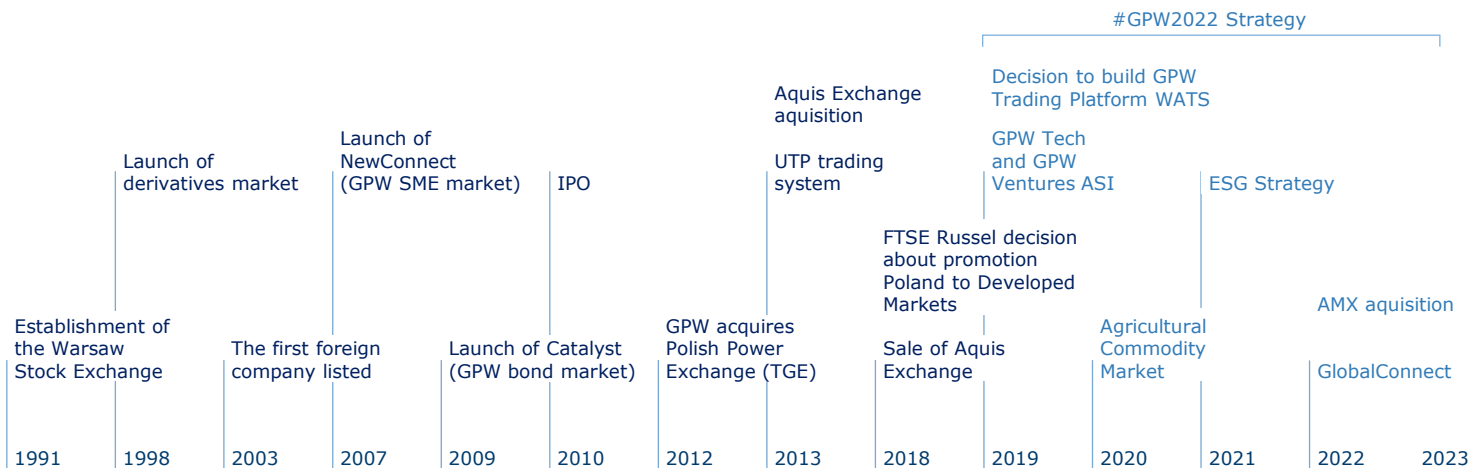 #GPW2022 Strategy
Decision to build GPW
Trading Platform WATS
Aquis Exchange
aquisition
Launch of
NewConnect
(GPW SME market)
GPW Tech
and GPW
Ventures ASI
Launch of
derivatives market
IPO
UTP trading
system
ESG Strategy
FTSE Russel decision
about promotion
Poland to Developed
Markets
AMX aquisition
Establishment of
the Warsaw
Stock Exchange
The first foreign
company listed
Launch of Catalyst
(GPW bond market)
GPW acquires
Polish Power
Exchange (TGE)
Sale of Aquis
Exchange
Agricultural
Commodity
Market
GlobalConnect
1991
1998
2003
2007
2009
2010
2012
2013
2018
2019
2020
2021
2022
2023